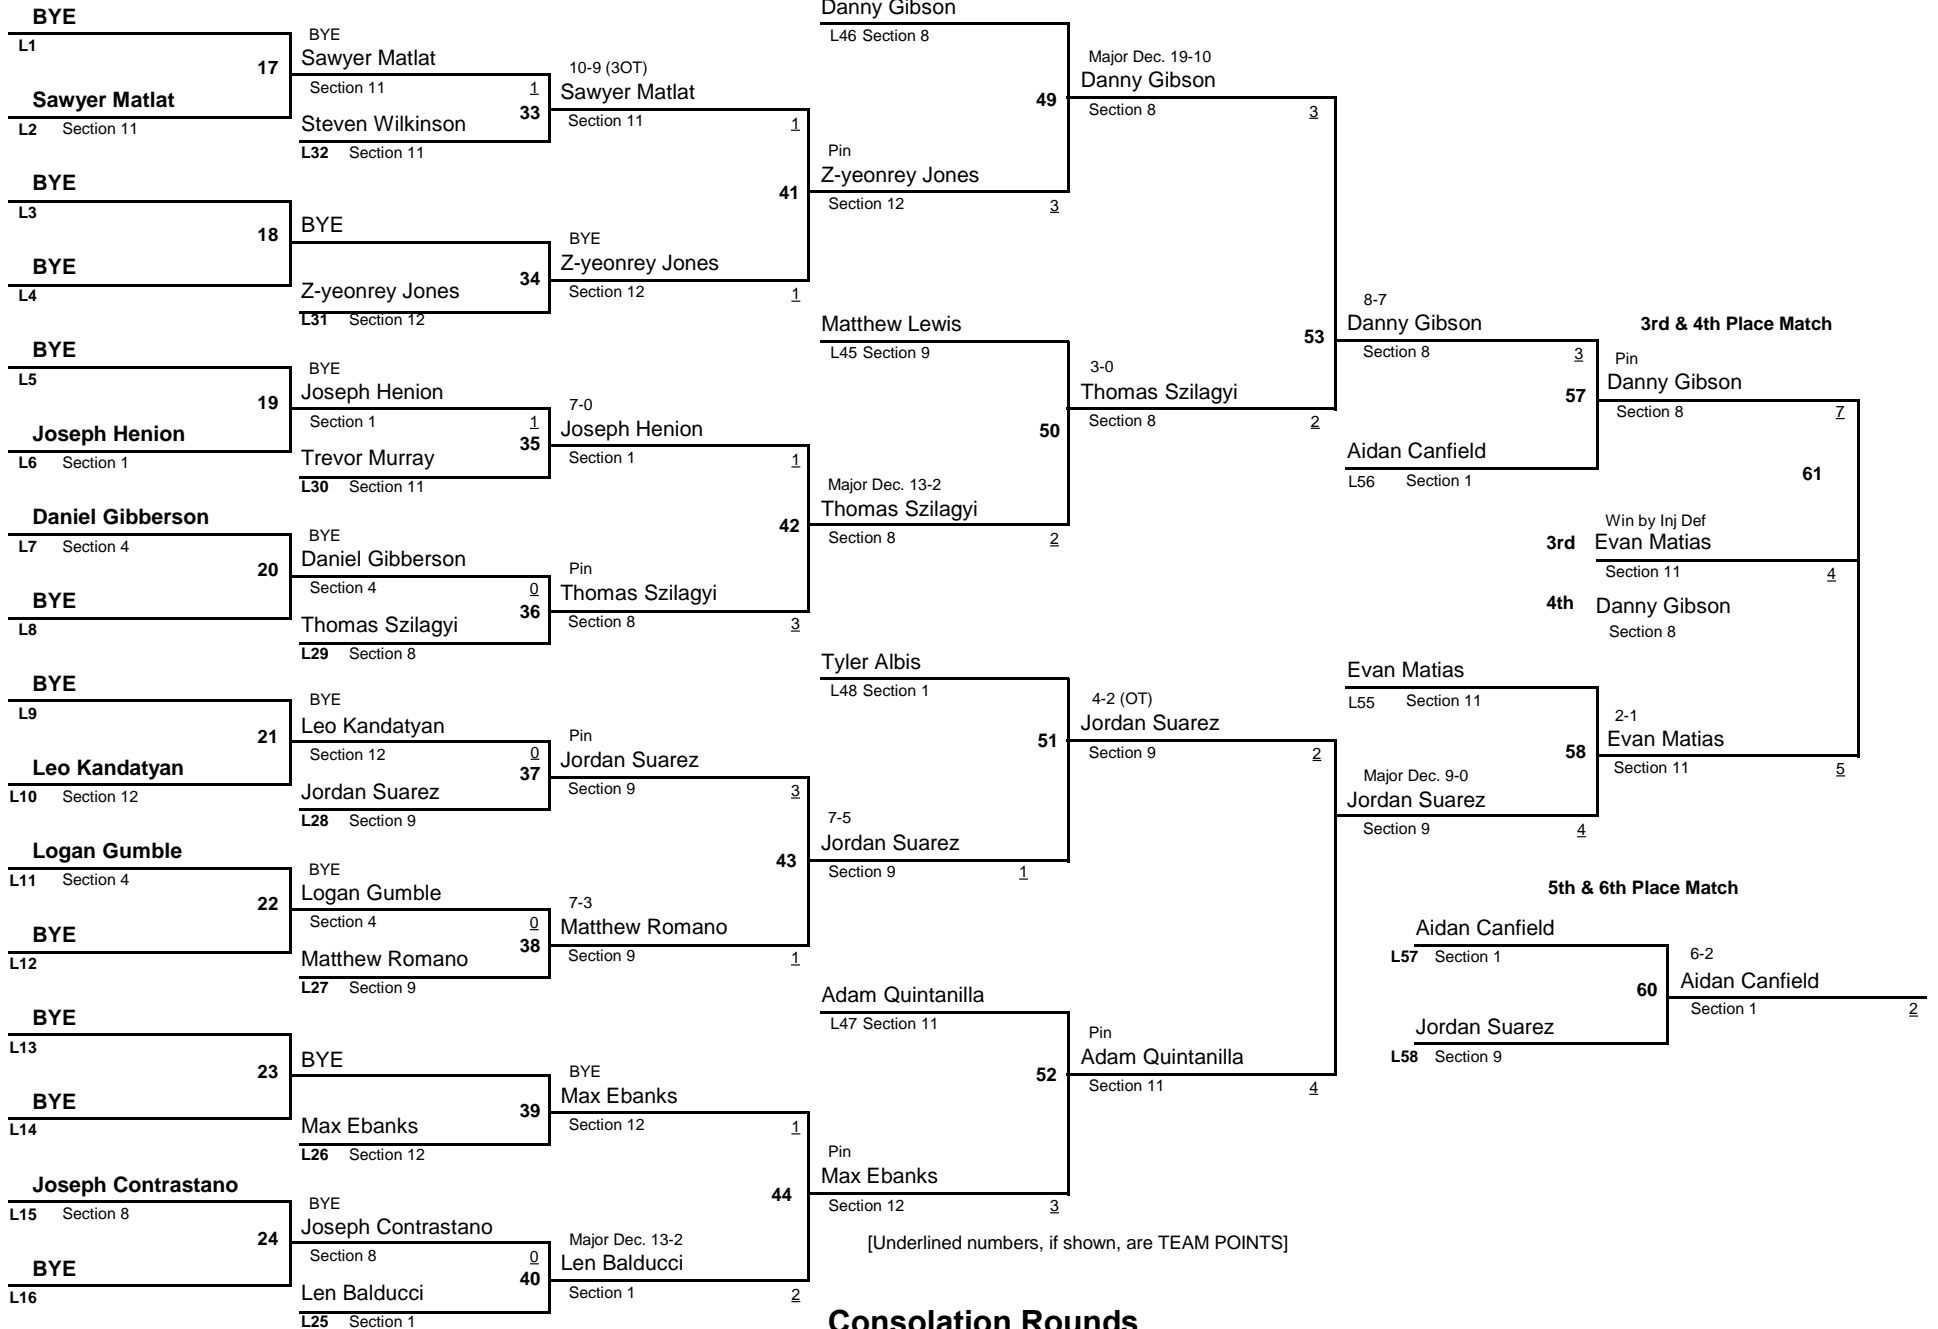 BYE
L1
17
Sawyer Matlat
L2 Section 11
BYE
L3
18
BYE
L4
BYE
L5
19
Joseph Henion
L6 Section 1
Daniel Gibberson
L7 Section 4
20
BYE
L8
BYE
L9
21
Leo Kandatyan
L10 Section 12
Logan Gumble
L11 Section 4
22
BYE
L12
BYE
L13
23
BYE
L14
Joseph Contrastano
L15 Section 8
24
BYE
L16
BYE
Sawyer Matlat
Section 11 1
33
Steven Wilkinson
L32 Section 11
BYE
34
Z-yeonrey Jones
L31 Section 12
BYE
Joseph Henion
Section 1 1
35
Trevor Murray
L30 Section 11
BYE
Daniel Gibberson
Section 4 0
36
Thomas Szilagyi
L29 Section 8
BYE
Leo Kandatyan
Section 12 0
37
Jordan Suarez
L28 Section 9
BYE
Logan Gumble
Section 4 0
38
Matthew Romano
L27 Section 9
BYE
39
Max Ebanks
L26 Section 12
BYE
Joseph Contrastano
Section 8 0
40
Len Balducci
L25 Section 1
10-9 (3OT)
Sawyer Matlat
Section 11 1
41
BYE
Z-yeonrey Jones
Section 12 1
7-0
Joseph Henion
Section 1 1
42
Pin
Thomas Szilagyi
Section 8 3
Pin
Jordan Suarez
Section 9 3
43
7-3
Matthew Romano
Section 9 1
BYE
Max Ebanks
Section 12 1
44
Major Dec. 13-2
Len Balducci
Section 1 2
Danny Gibson
L46 Section 8
49
Pin
Z-yeonrey Jones
Section 12 3
Matthew Lewis
L45 Section 9
50
Major Dec. 13-2
Thomas Szilagyi
Section 8 2
Tyler Albis
L48 Section 1
51
7-5
Jordan Suarez
Section 9 1
Adam Quintanilla
L47 Section 11
52
Pin
Max Ebanks
Section 12 3
[Underlined numbers, if shown, are TEAM POINTS]
Consolation Rounds
Major Dec. 19-10
Danny Gibson
Section 8 3
53
3-0
Thomas Szilagyi
Section 8 2
4-2 (OT)
Jordan Suarez
Section 9 2
Pin
Adam Quintanilla
Section 11 4
8-7
Danny Gibson
Section 8 3
57
Aidan Canfield
L56 Section 1
Evan Matias
L55 Section 11
58
Major Dec. 9-0
Jordan Suarez
Section 9 4
3rd & 4th Place Match
Pin
Danny Gibson
Section 8 7
61
Win by Inj Def
3rd Evan Matias
Section 11 4
4th Danny Gibson
Section 8
2-1
Evan Matias
Section 11 5
5th & 6th Place Match
Aidan Canfield
L57 Section 1
60
Jordan Suarez
L58 Section 9
6-2
Aidan Canfield
Section 1 2